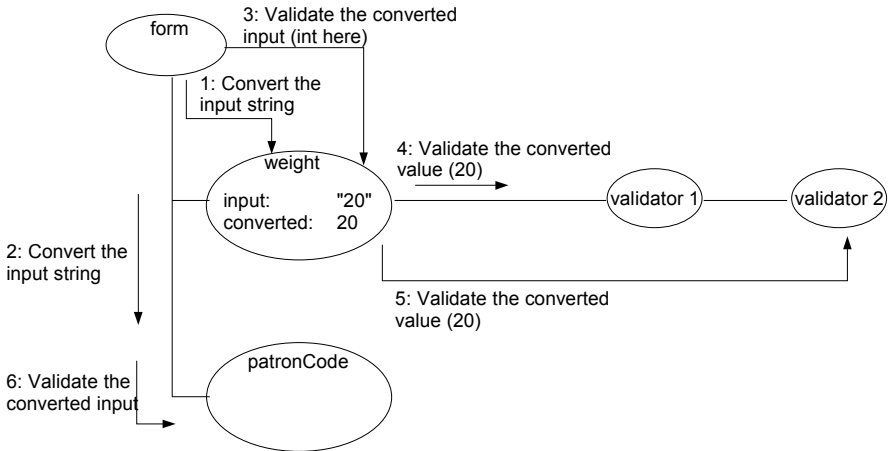 3: Validate the converted
input (int here)
form
1: Convert the
input string
4: Validate the converted
value (20)
weight
input: "20"
converted: 20
validator 1
validator 2
2: Convert the
input string
5: Validate the converted
value (20)
patronCode
6: Validate the
converted input